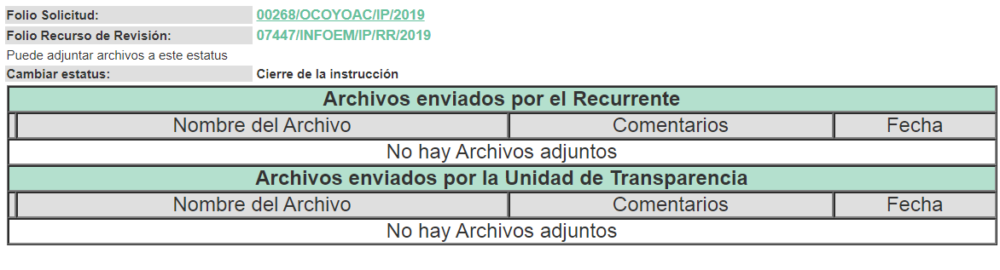 Folio Solicitud: 00268/OCOYOAC/IP/2019
Folio Recurso de Revisión: 07447/INFOEM/IP/RR/2019
Puede adjuntar archivos a este estatus
Cambiar estatus: Cierre de la instrucción
Archivos enviados por el Recurrente
Nombre del Archivo Comentarios Fecha
No hay Archivos adjuntos
Archivos enviados por la Unidad de Transparencia
Nombre del Archivo Comentarios Fecha
No hay Archivos adjuntos